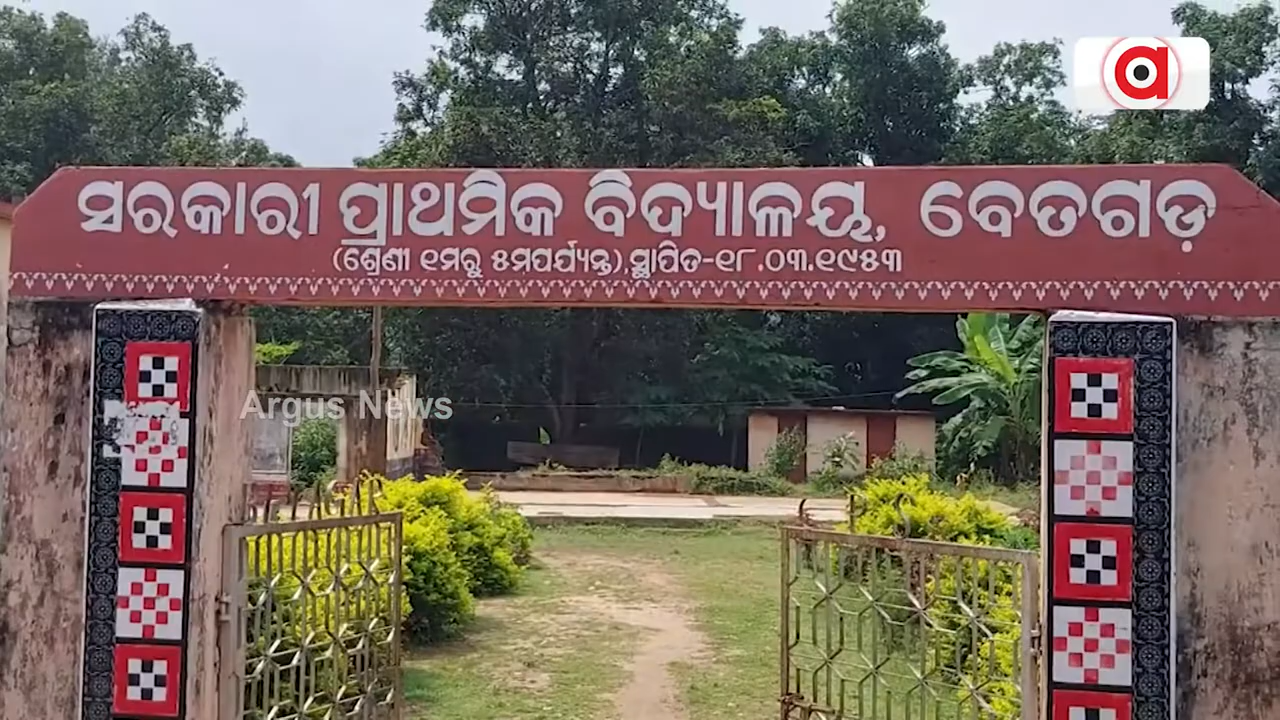 ସରକାରୀ ପ୍ରାଥମିକ ବିଦ୍ୟାଳୟ, ବେତଗଡ଼
(ଶ୍ରେଣୀ ୧ମରୁ ୫ମପର୍ଯ୍ୟନ୍ତ),ସ୍ଥାପିତ-୧୮.୦୩.୧୯୫୩
Argus News